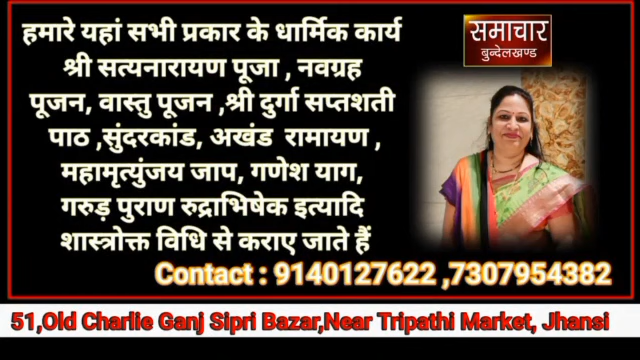 हमारे यहां सभी प्रकार के धार्मिक कार्य
श्री सत्यनारायण पूजा , नवग्रह
पूजन, वास्तु पूजन ,श्री दुर्गा सप्तशती
पाठ ,सुंदरकांड, अखंड रामायण ,
महामृत्युंजय जाप, गणेश याग,
गरुड़ पुराण रुद्राभिषेक इत्यादि
शास्त्रोक्त विधि से कराए जाते हैं
समाचार
बुन्देलखण्ड
Contact : 9140127622 ,7307954382
51,Old Charlie Ganj Sipri Bazar,Near Tripathi Market, Jhansi